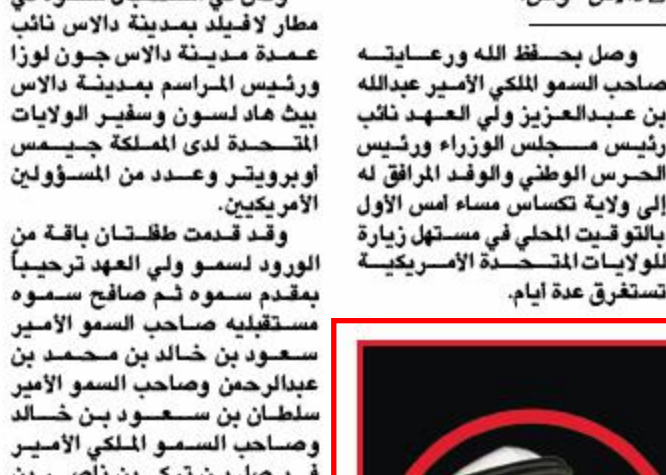 وصل بحفظ الله ورعايته
صاحب السمو الملكي الأمير عبدالله
بن عبدالعزيز ولي العهد نائب
رئيس مجلس الوزراء ورئيس
الحرس الوطني والوفد المرافق له
إلى ولاية تكساس مساء امس الأول
بالتوقيت المحلي في مستهل زيارة
للولايات المتحدة الأمريكية
تستغرق عدة أيام.
مطار لافيلد بمدينة دالاس نائب
عمدة مدينة دالاس جون لوزا
ورئيس المراسم بمدينة دالاس
بيث هاد لسون وسفير الولايات
المتحدة لدى المملكة جيمس
أوبرويتر وعدد من المسؤولين
الأمريكيين.
وقد قدمت طفلتان باقة من
الورود لسمو ولي العهد ترحيباً
بمقدم سموه ثم صافح سموه
مستقبليه صاحب السمو الأمير
سعود بن خالد بن محمد بن
عبدالرحمن وصاحب السمو الأمير
سلطان بن سعود بن خالد
وصاحب السمو الملكي الأمير